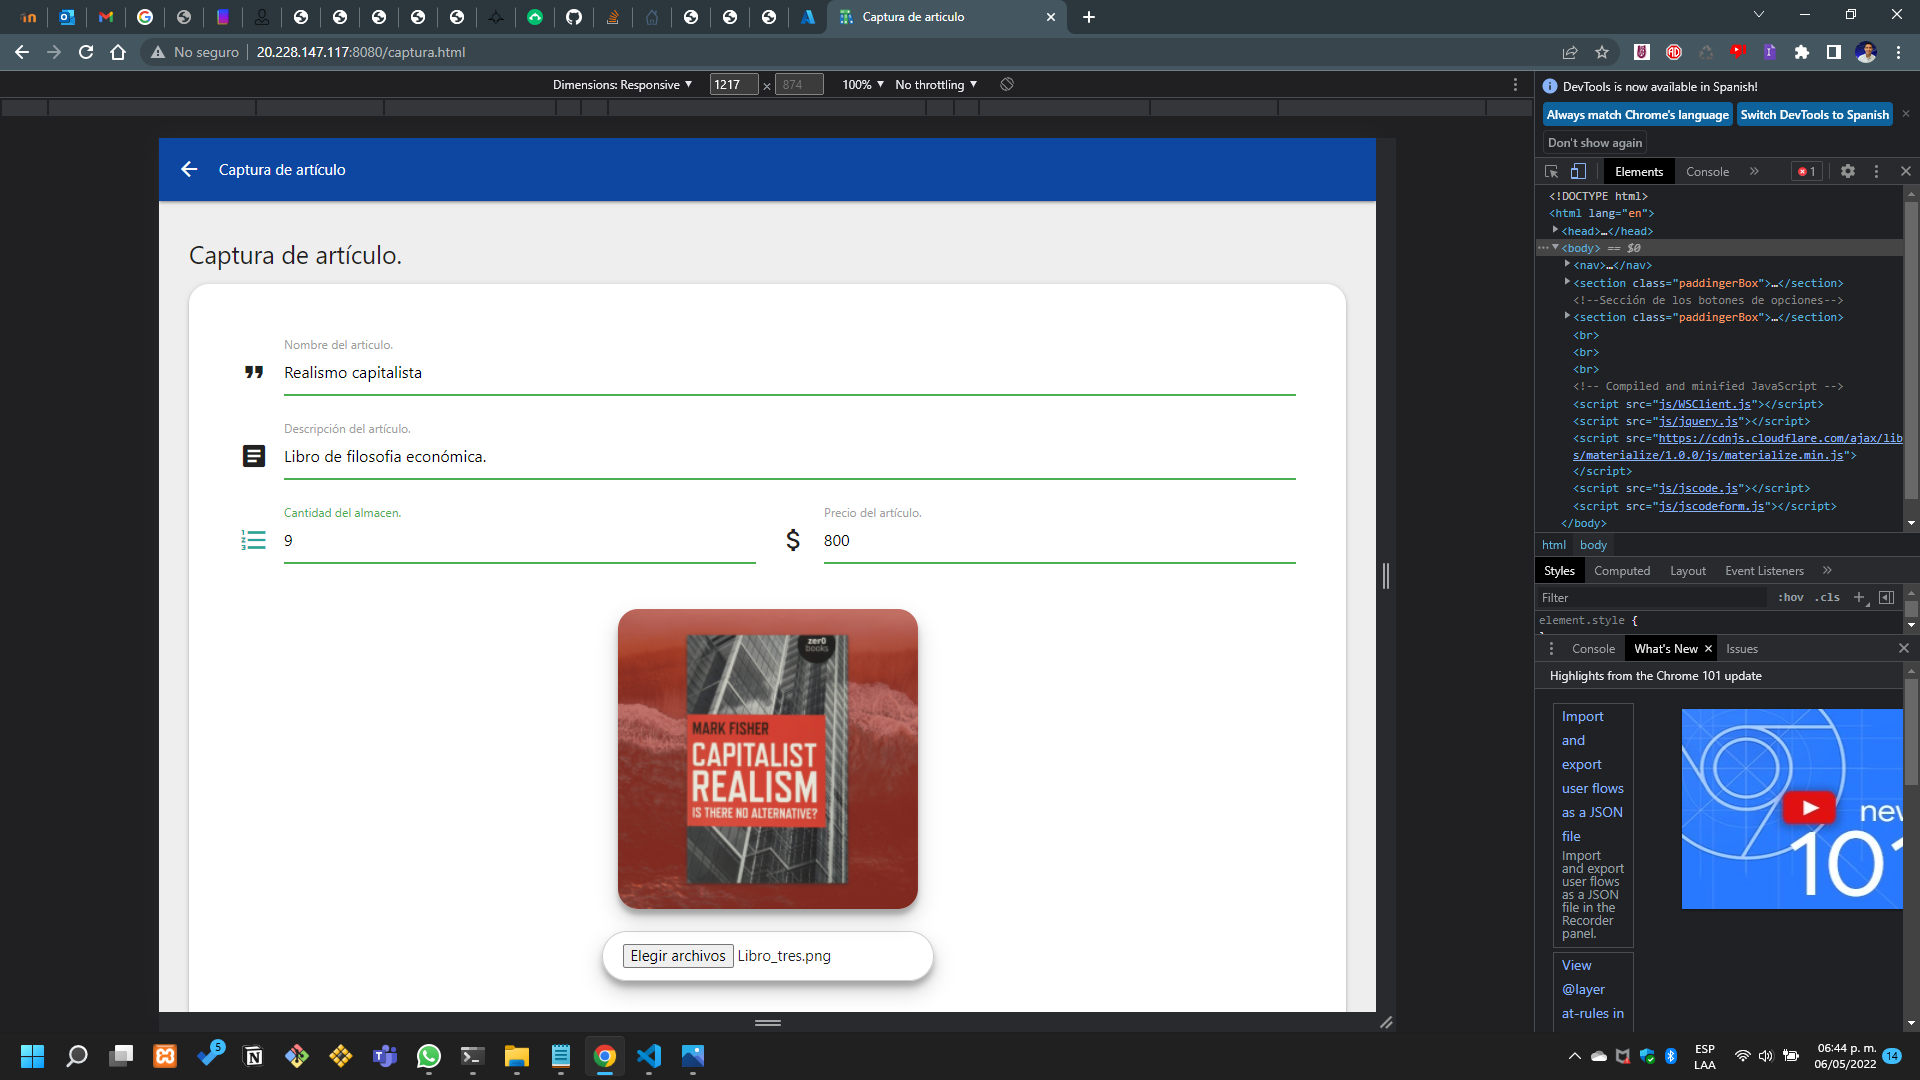 Captura de articulo
No seguro
20.228.147.117:8080/captura.html
Dimensions: Responsive
1217 × 874
100%
No throttling
DevTools is now available in Spanish!
Always match Chrome's language
Switch DevTools to Spanish
Don't show again
Elements
Console
1
<!DOCTYPE html>
<html lang="en">
<head>…</head>
<body> == $0
<nav>…</nav>
<section class="paddingerBox">…</section>
<!--Sección de los botones de opciones-->
<section class="paddingerBox">…</section>
<br>
<br>
<br>
<!-- Compiled and minified JavaScript -->
<script src="js/WSClient.js"></script>
<script src="js/jquery.js"></script>
<script src="https://cdnjs.cloudflare.com/ajax/lib
s/materialize/1.0.0/js/materialize.min.js">
</script>
<script src="js/jscode.js"></script>
<script src="js/jscodeform.js"></script>
</body>
html body
Styles
Computed
Layout
Event Listeners
Filter
:hov .cls
element.style {
Console
What's New
Issues
Highlights from the Chrome 101 update
Import
and
export
user flows
as a JSON
file
Import
and export
user flows
as a JSON
file in the
Recorder
panel.
new
101
View
@layer
at-rules in
Captura de artículo
Captura de artículo.
Nombre del articulo.
Realismo capitalista
Descripción del artículo.
Libro de filosofia económica.
Cantidad del almacen.
9
Precio del artículo.
800
zer0
books
MARK FISHER
CAPITALIST
REALISM
IS THERE NO ALTERNATIVE?
Elegir archivos
Libro_tres.png
5
ESP
LAA
06:44 p. m.
06/05/2022
14